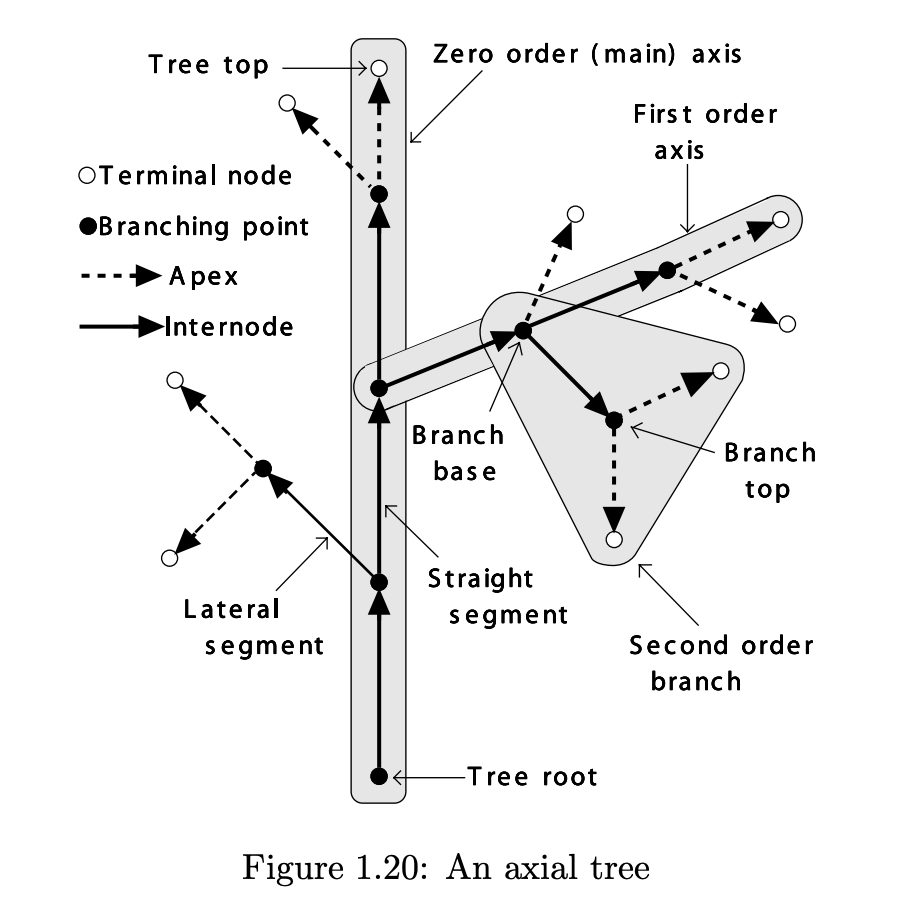 Tree top
Zero order (main) axis
First order
axis
Terminal node
Branching point
Apex
Internode
Branch
base
Branch
top
Straight
segment
Lateral
segment
Second order
branch
Tree root
Figure 1.20: An axial tree